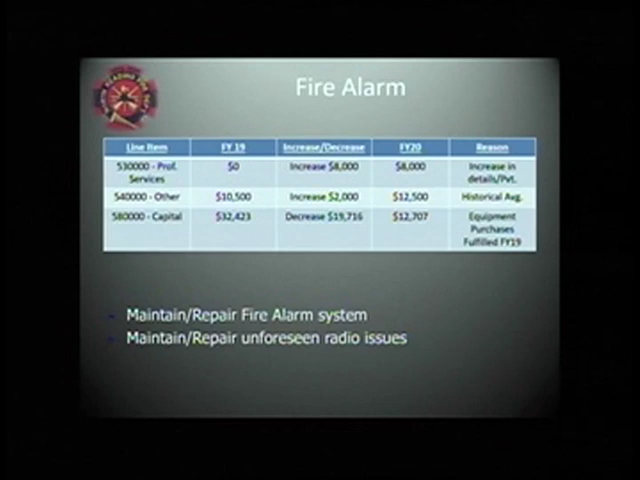 Fire Alarm
Line Item FY 19 Increase/Decrease FY20 Reason
530000 - Prof. Services $0 Increase $8,000 $8,000 Increase in details/Pvt.
540000 - Other $10,500 Increase $2,000 $12,500 Historical Avg.
580000 - Capital $32,423 Decrease $19,716 $12,707 Equipment Purchases Fulfilled FY19
Maintain/Repair Fire Alarm system
Maintain/Repair unforeseen radio issues